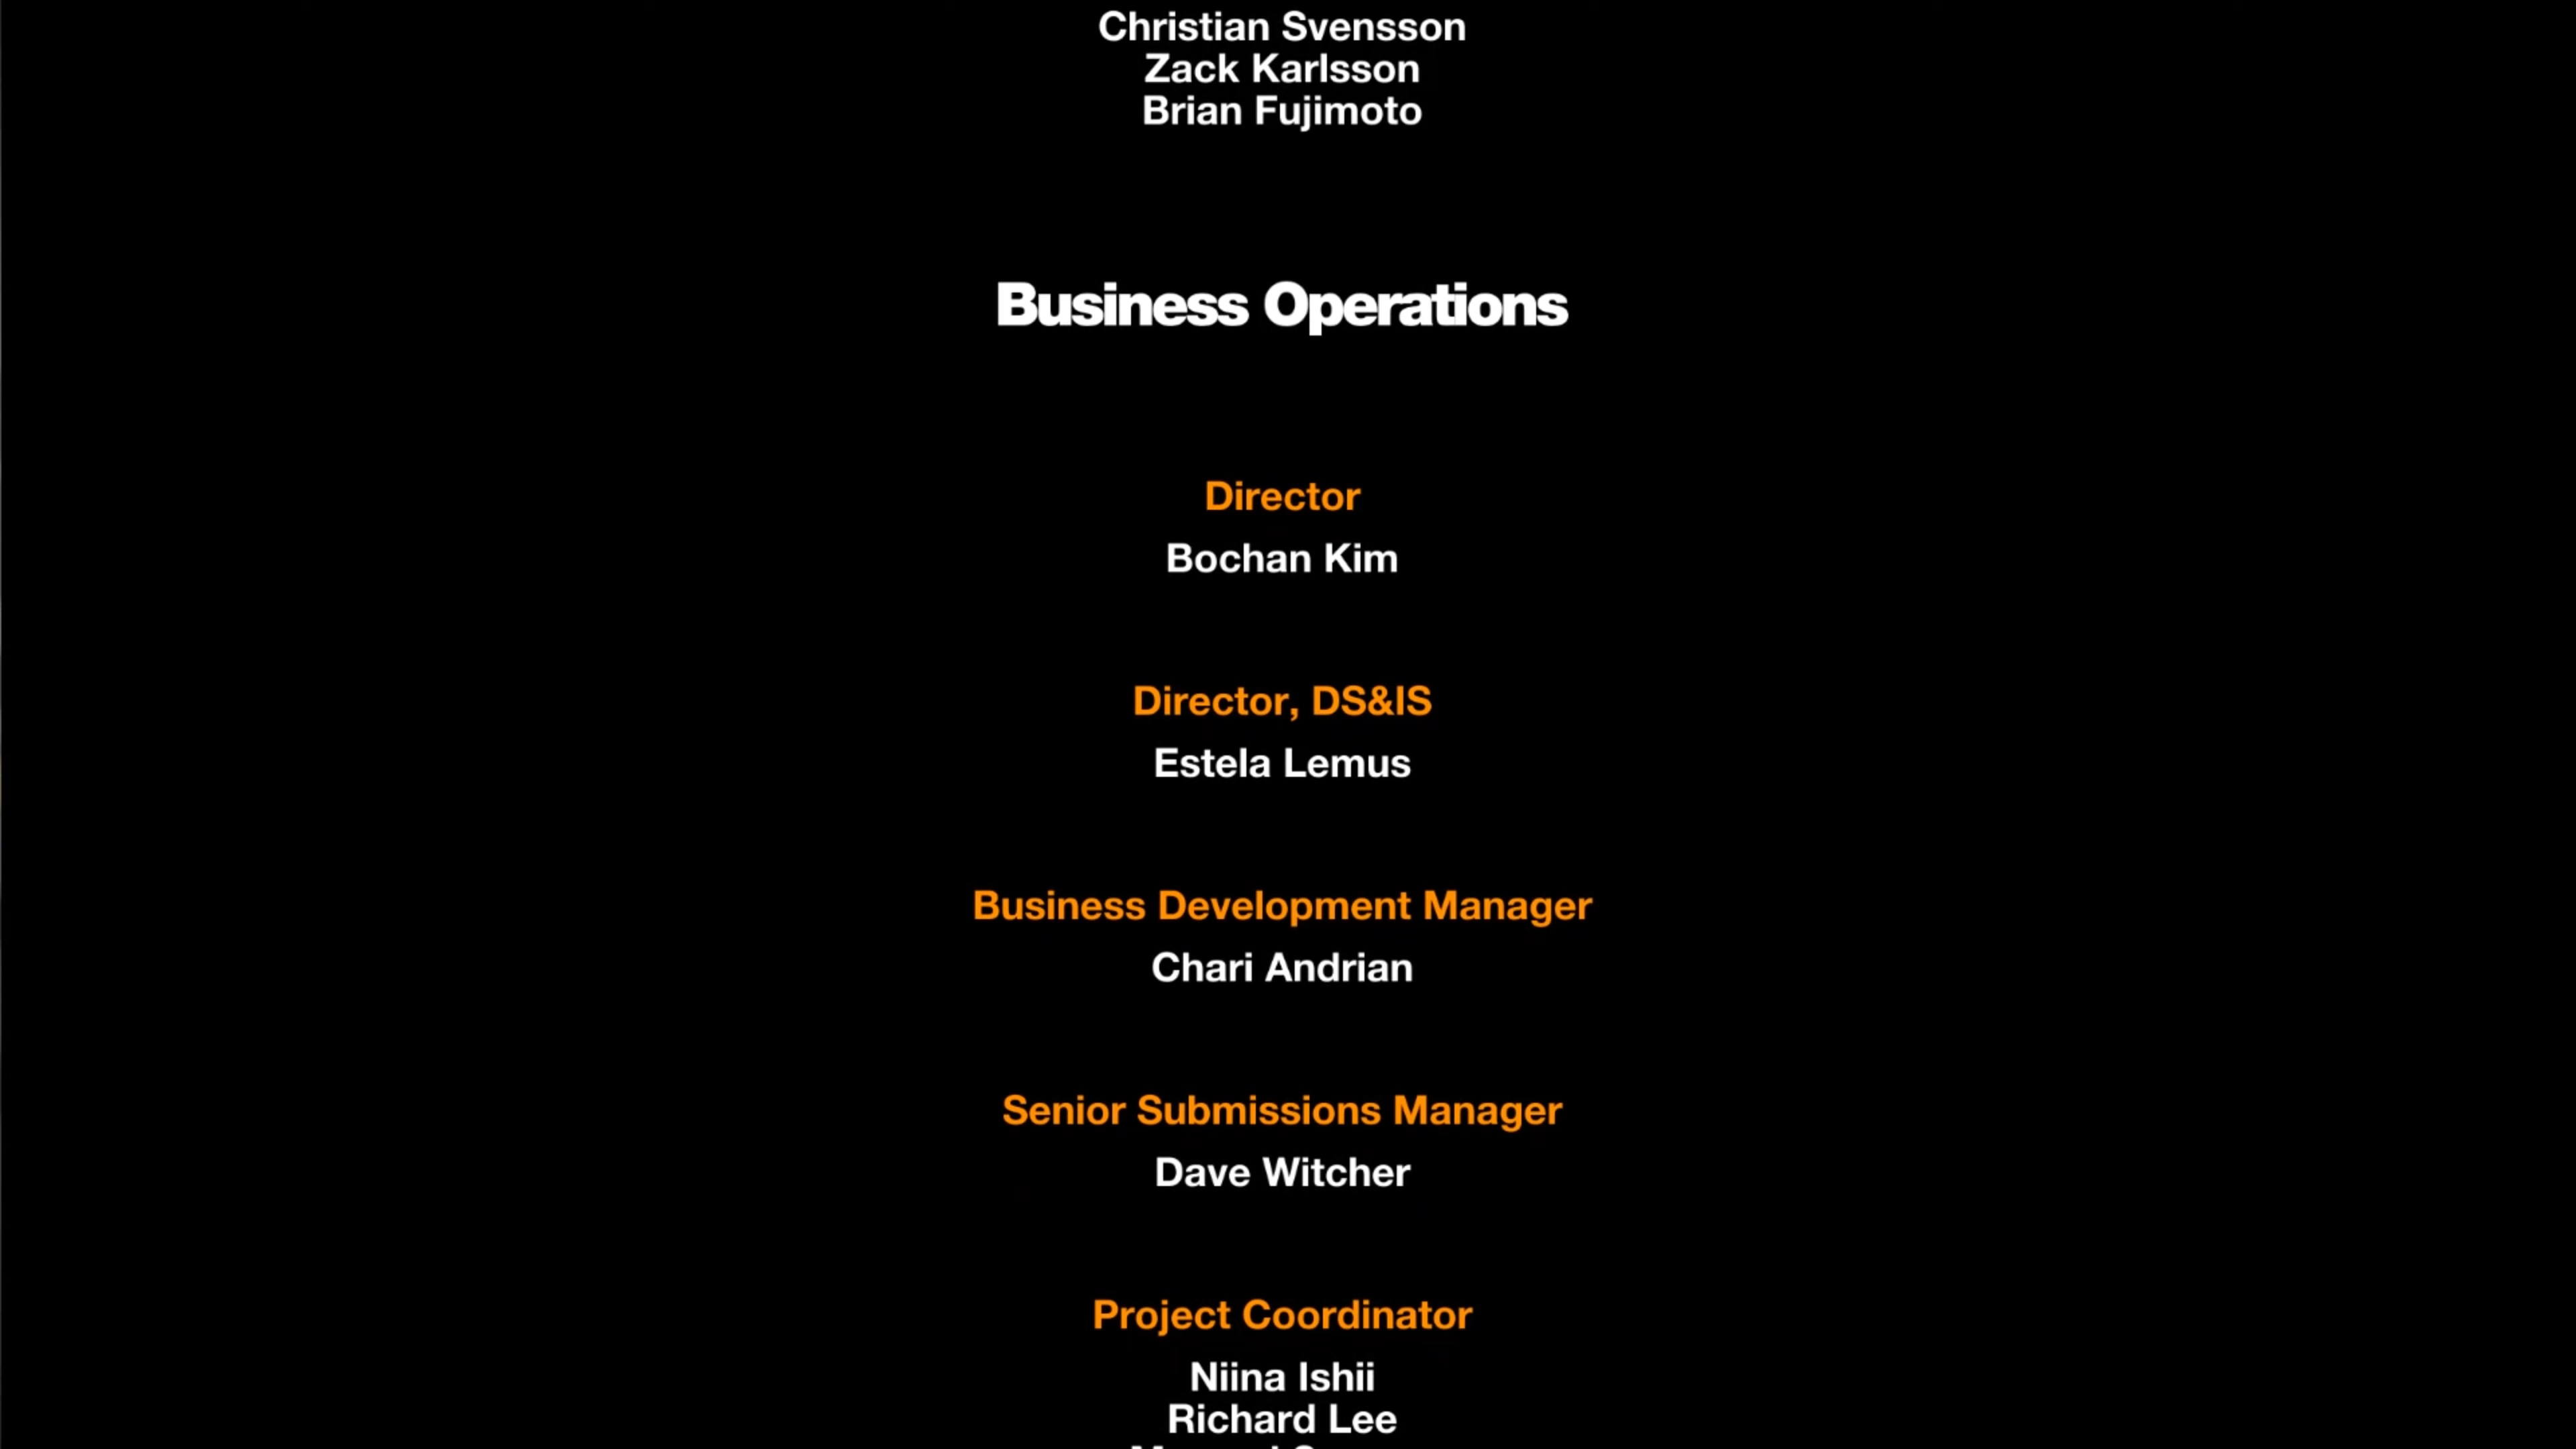 Christian Svensson
Zack Karlsson
Brian Fujimoto
Business Operations
Director
Bochan Kim
Director, DS&IS
Estela Lemus
Business Development Manager
Chari Andrian
Senior Submissions Manager
Dave Witcher
Project Coordinator
Niina Ishii
Richard Lee